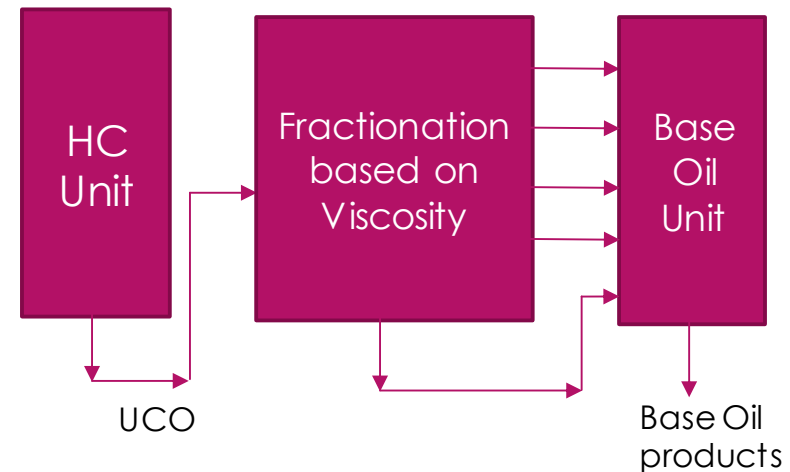 HC
Unit
Fractionation
based on
Viscosity
Base
Oil
Unit
UCO
Base Oil
products